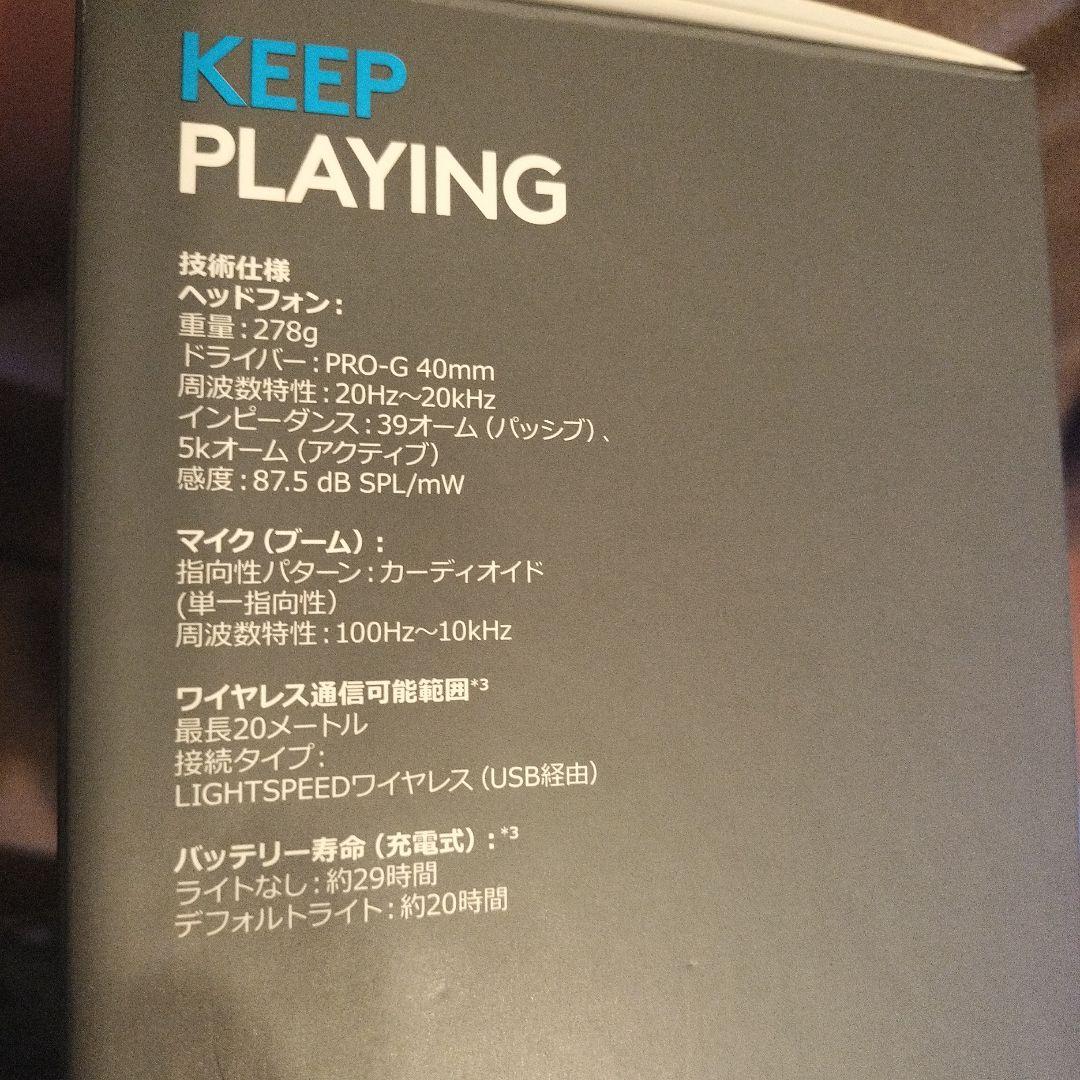 KEEP
PLAYING
技術仕様
ヘッドフォン：
重量：278g
ドライバー：PRO-G 40mm
周波数特性：20Hz～20kHz
インピーダンス：39オーム（パッシブ）、
5kオーム（アクティブ）
感度：87.5 dB SPL/mW
マイク（ブーム）：
指向性パターン：カーディオイド
(単一指向性）
周波数特性：100Hz～10kHz
ワイヤレス通信可能範囲*3
最長20メートル
接続タイプ：
LIGHTSPEEDワイヤレス（USB経由）
バッテリー寿命（充電式）：*3
ライトなし：約29時間
デフォルトライト：約20時間